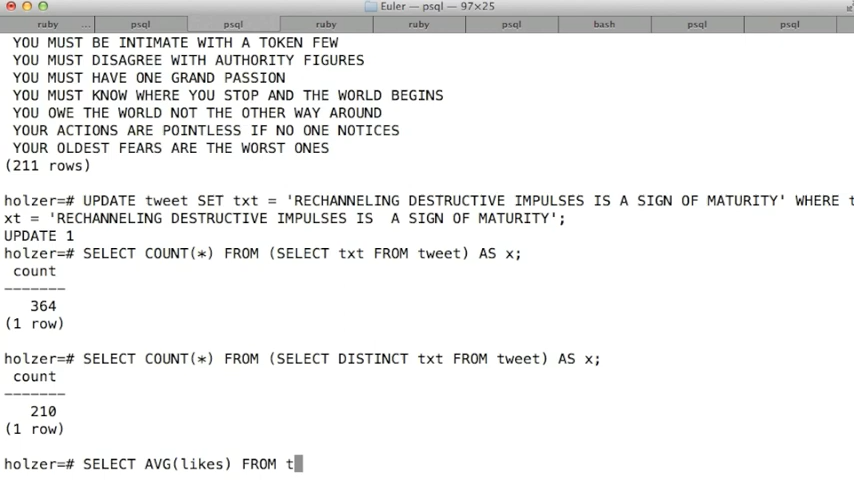 Euler — psql — 97×25
ruby ... psql psql ruby ruby psql bash psql psql
YOU MUST BE INTIMATE WITH A TOKEN FEW
YOU MUST DISAGREE WITH AUTHORITY FIGURES
YOU MUST HAVE ONE GRAND PASSION
YOU MUST KNOW WHERE YOU STOP AND THE WORLD BEGINS
YOU OWE THE WORLD NOT THE OTHER WAY AROUND
YOUR ACTIONS ARE POINTLESS IF NO ONE NOTICES
YOUR OLDEST FEARS ARE THE WORST ONES
(211 rows)
holzer=# UPDATE tweet SET txt = 'RECHANNELING DESTRUCTIVE IMPULSES IS A SIGN OF MATURITY' WHERE t
xt = 'RECHANNELING DESTRUCTIVE IMPULSES IS  A SIGN OF MATURITY';
UPDATE 1
holzer=# SELECT COUNT(*) FROM (SELECT txt FROM tweet) AS x;
count
-------
364
(1 row)
holzer=# SELECT COUNT(*) FROM (SELECT DISTINCT txt FROM tweet) AS x;
count
-------
210
(1 row)
holzer=# SELECT AVG(likes) FROM t